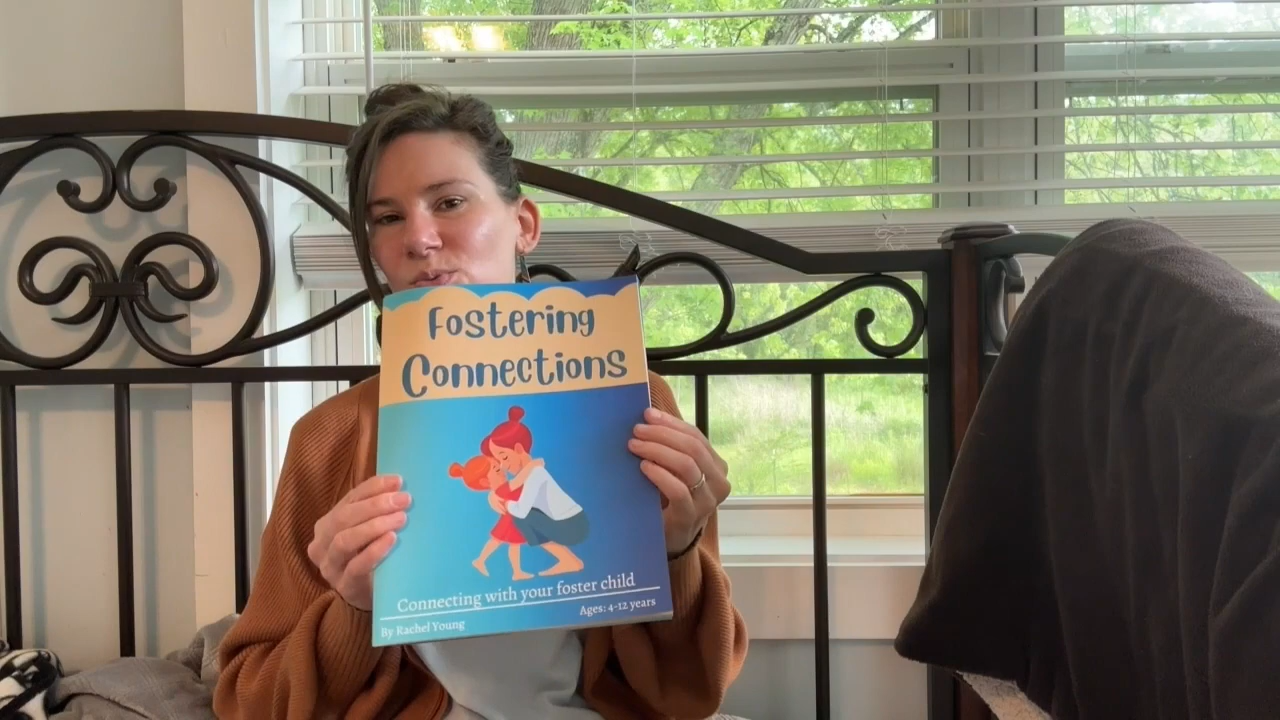 Fostering
Connections
Connecting with your foster child
Ages: 4-12 years
By Rachel Young